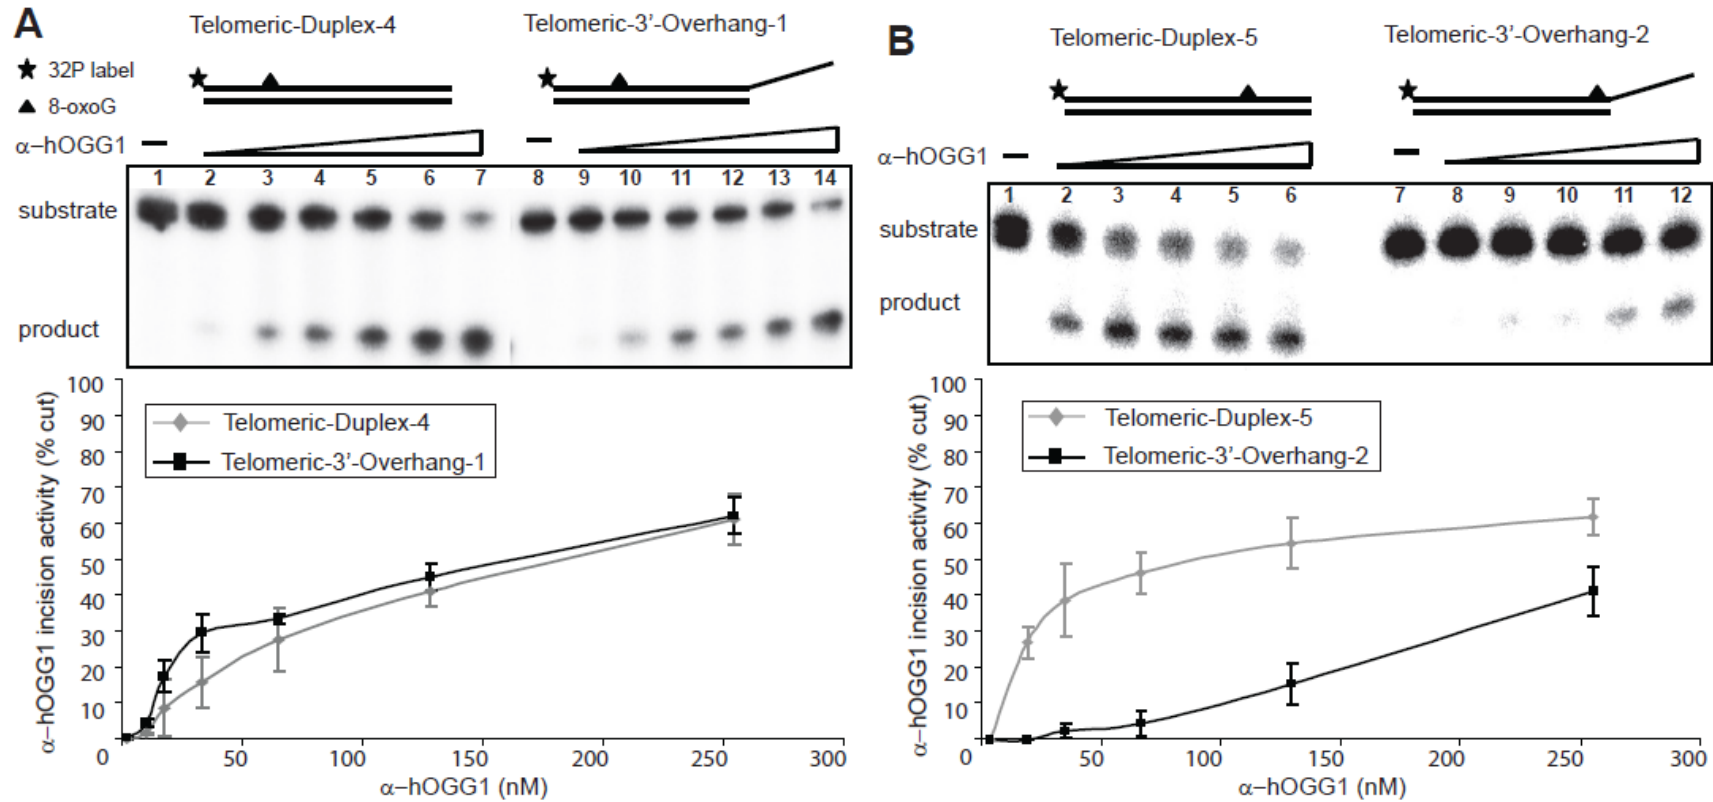 A
Telomeric-Duplex-4
Telomeric-3'-Overhang-1
32P label
8-oxoG
α–hOGG1
–
–
1 2 3 4 5 6 7 8 9 10 11 12 13 14
substrate
product
100
90
80
70
60
50
40
30
20
10
0
50 100 150 200 250 300
α–hOGG1 incision activity (% cut)
Telomeric-Duplex-4
Telomeric-3'-Overhang-1
α–hOGG1 (nM)
B
Telomeric-Duplex-5
Telomeric-3'-Overhang-2
α–hOGG1
–
–
1 2 3 4 5 6 7 8 9 10 11 12
substrate
product
100
90
80
70
60
50
40
30
20
10
0
50 100 150 200 250 300
α–hOGG1 incision activity (% cut)
Telomeric-Duplex-5
Telomeric-3'-Overhang-2
α–hOGG1 (nM)